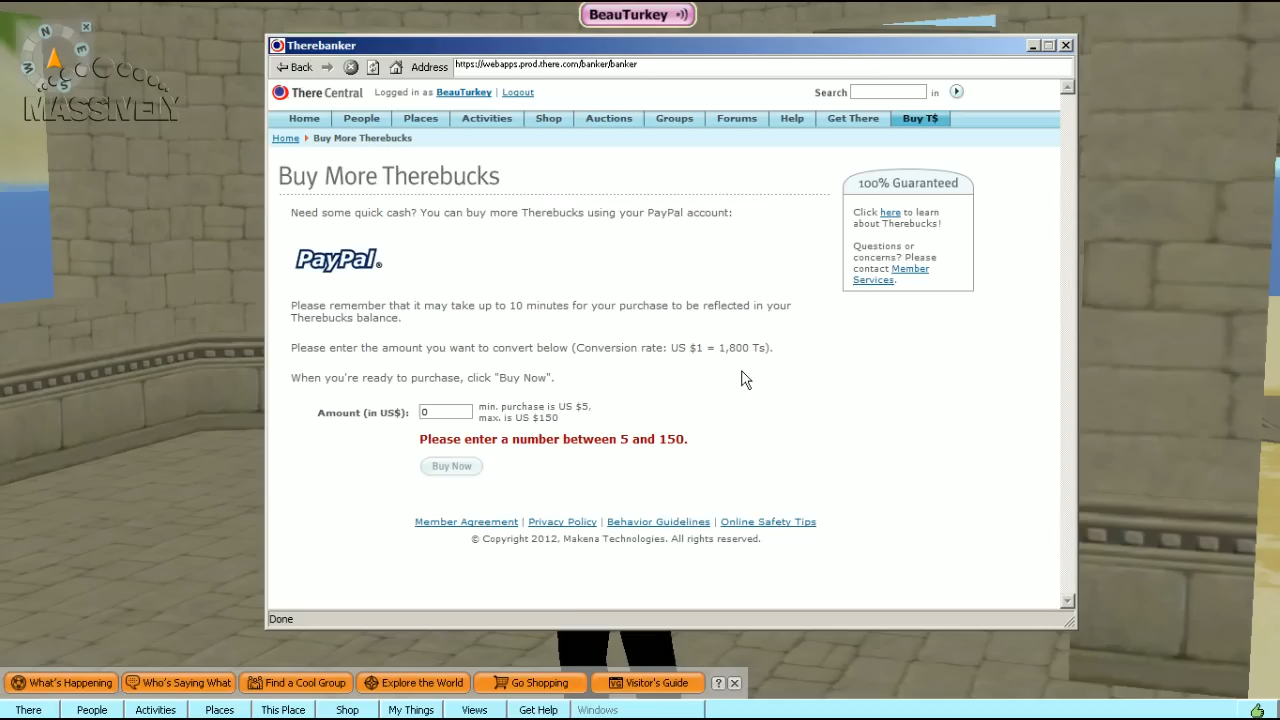 BeauTurkey
N
E
S
W
MASSIVELY
Therebanker
Back
Address
https://webapps.prod.there.com/banker/banker
There Central
Logged in as BeauTurkey | Logout
Search
in
Home People Places Activities Shop Auctions Groups Forums Help Get There Buy T$
Home Buy More Therebucks
Buy More Therebucks
Need some quick cash? You can buy more Therebucks using your PayPal account:
PayPal®
Please remember that it may take up to 10 minutes for your purchase to be reflected in your
Therebucks balance.
Please enter the amount you want to convert below (Conversion rate: US $1 = 1,800 Ts).
When you're ready to purchase, click "Buy Now".
Amount (in US$): 0 min. purchase is US $5,
max. is US $150
Please enter a number between 5 and 150.
Buy Now
100% Guaranteed
Click here to learn
about Therebucks!
Questions or
concerns? Please
contact Member
Services.
Member Agreement | Privacy Policy | Behavior Guidelines | Online Safety Tips
© Copyright 2012, Makena Technologies. All rights reserved.
Done
What's Happening Who's Saying What Find a Cool Group Explore the World Go Shopping VG Visitor's Guide ?
There People Activities Places This Place Shop My Things Views Get Help Windows